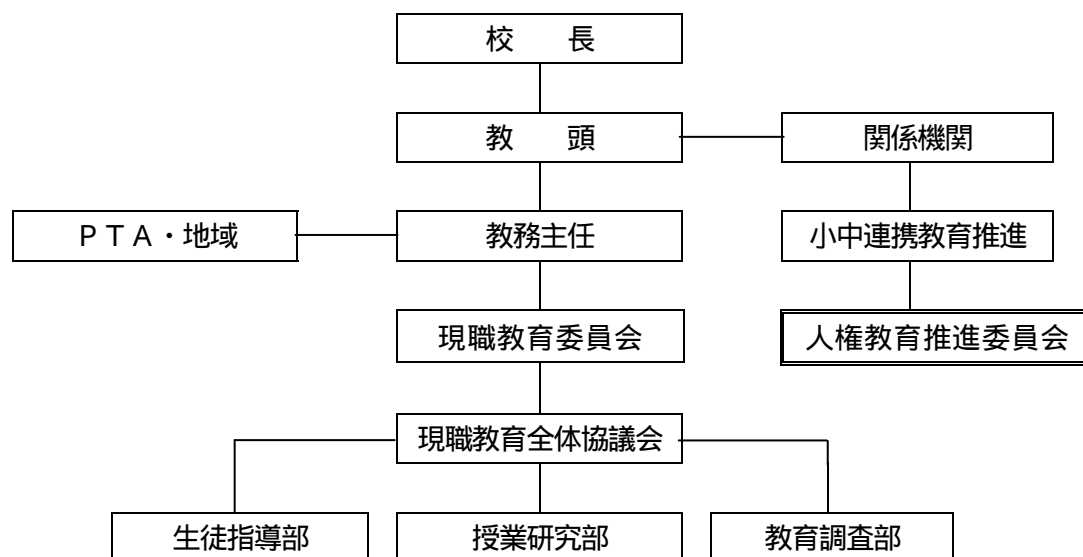 校　　長
教　　頭
関係機関
ＰＴＡ・地域
教務主任
小中連携教育推進
現職教育委員会
人権教育推進委員会
現職教育全体協議会
生徒指導部
授業研究部
教育調査部